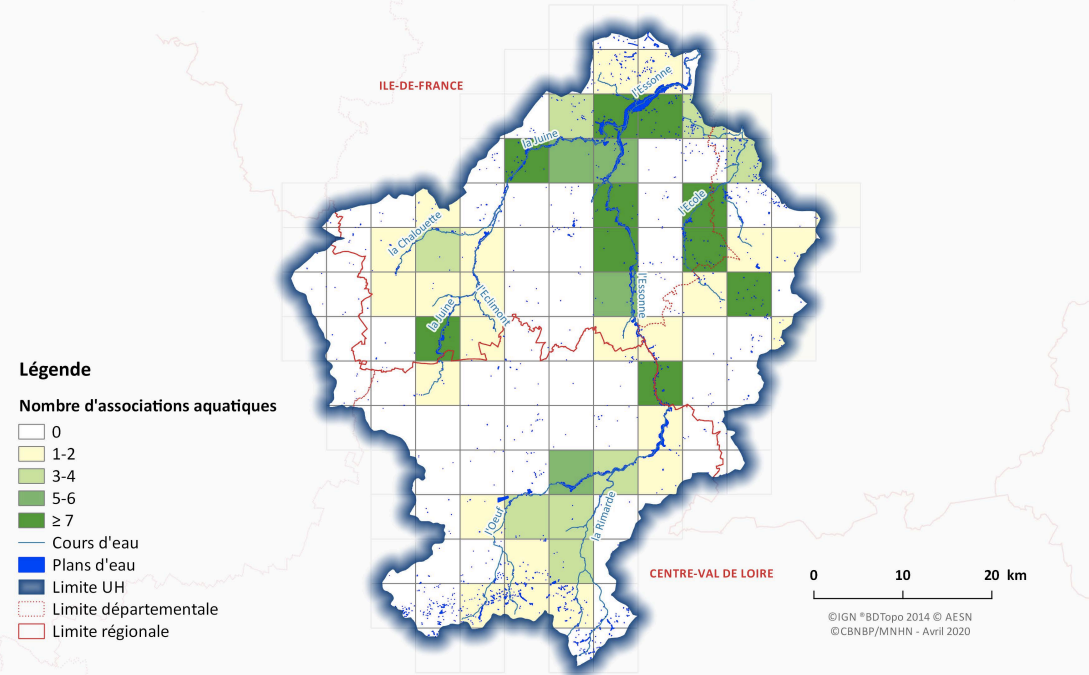 ILE-DE-FRANCE
l'Essonne
la Juine
l'Ecole
la Chalouette
l'Essonne
l'Eclimont
la Juine
Légende
Nombre d'associations aquatiques
0
1-2
3-4
5-6
≥ 7
Cours d'eau
Plans d'eau
Limite UH
Limite départementale
Limite régionale
l'Oeuf
la Rimarde
CENTRE-VAL DE LOIRE
0 10 20 km
©IGN ®BDTopo 2014 © AESN
©CBNBP/MNHN - Avril 2020